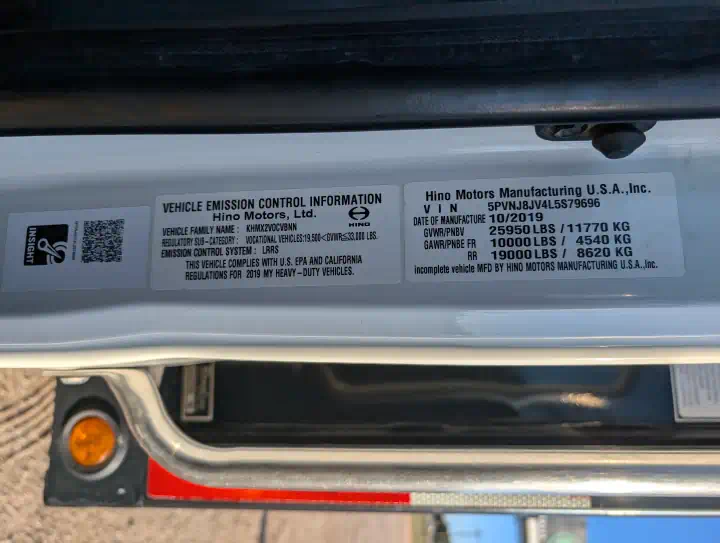 INSIGHT
VEHICLE EMISSION CONTROL INFORMATION
Hino Motors, Ltd.
HINO
VEHICLE FAMILY NAME : KHMX2VOCVBNN
REGULATORY SUB-CATEGORY : VOCATIONAL VEHICLES:19,500<GVWR≦33,000 LBS.
EMISSION CONTROL SYSTEM : LRRS
THIS VEHICLE COMPLIES WITH U.S. EPA AND CALIFORNIA
REGULATIONS FOR 2019 MY HEAVY-DUTY VEHICLES.
Hino Motors Manufacturing U.S.A.,Inc.
V I N 5PVNJ8JV4L5S79696
DATE OF MANUFACTURE 10/2019
GVWR/PNBV 25950 LBS / 11770 KG
GAWR/PNBE FR 10000 LBS / 4540 KG
RR 19000 LBS / 8620 KG
incomplete vehicle MFD BY HINO MOTORS MANUFACTURING U.S.A.,Inc.